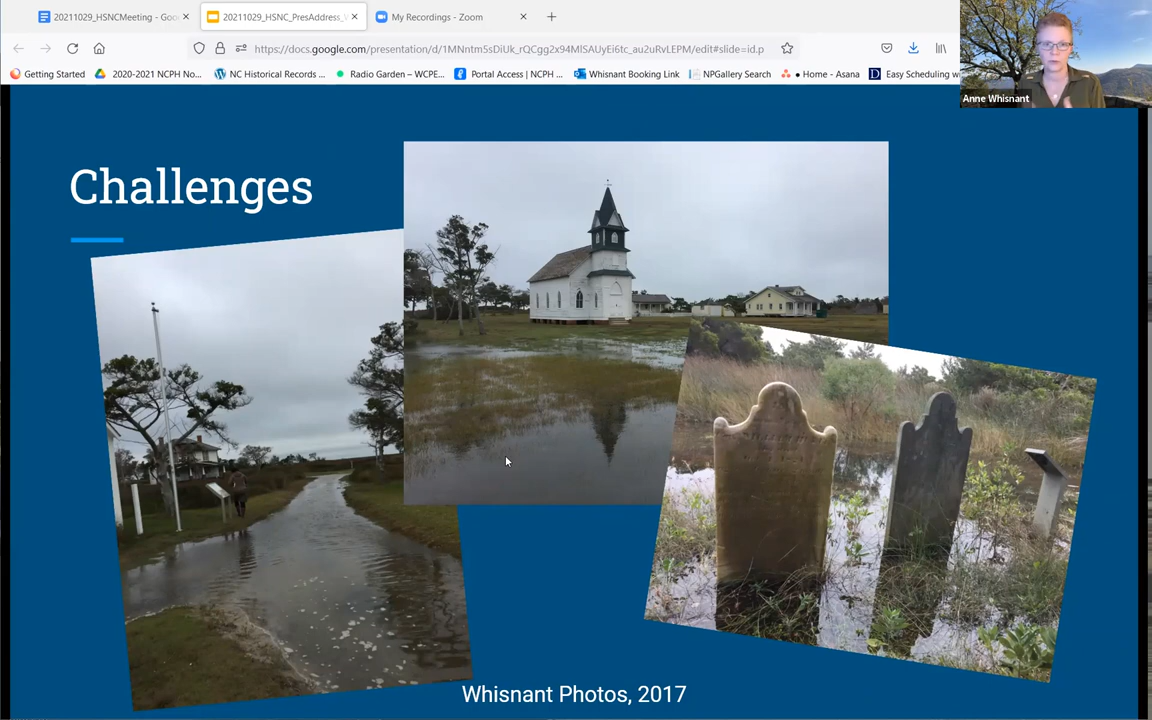 20211029_HSNCMeeting - Goo
20211029_HSNC_PresAddress_
My Recordings - Zoom
https://docs.google.com/presentation/d/1MNntm5sDiUk_rQCgg2x94MlSAUyEi6tc_au2uRvLEPM/edit#slide=id.p
Getting Started
2020-2021 NCPH No...
NC Historical Records ...
Radio Garden – WCPE...
Portal Access | NCPH ...
Whisnant Booking Link
NPGallery Search
Home - Asana
Easy Scheduling w
Anne Whisnant
Challenges
Whisnant Photos, 2017